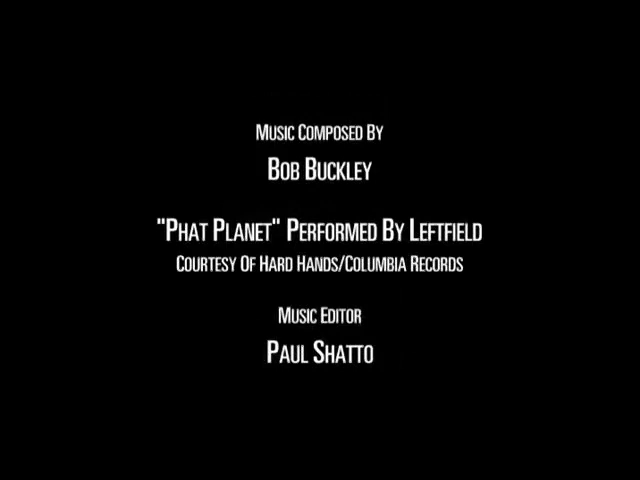 MUSIC COMPOSED BY
BOB BUCKLEY
"PHAT PLANET" PERFORMED BY LEFTFIELD
COURTESY OF HARD HANDS/COLUMBIA RECORDS
MUSIC EDITOR
PAUL SHATTO